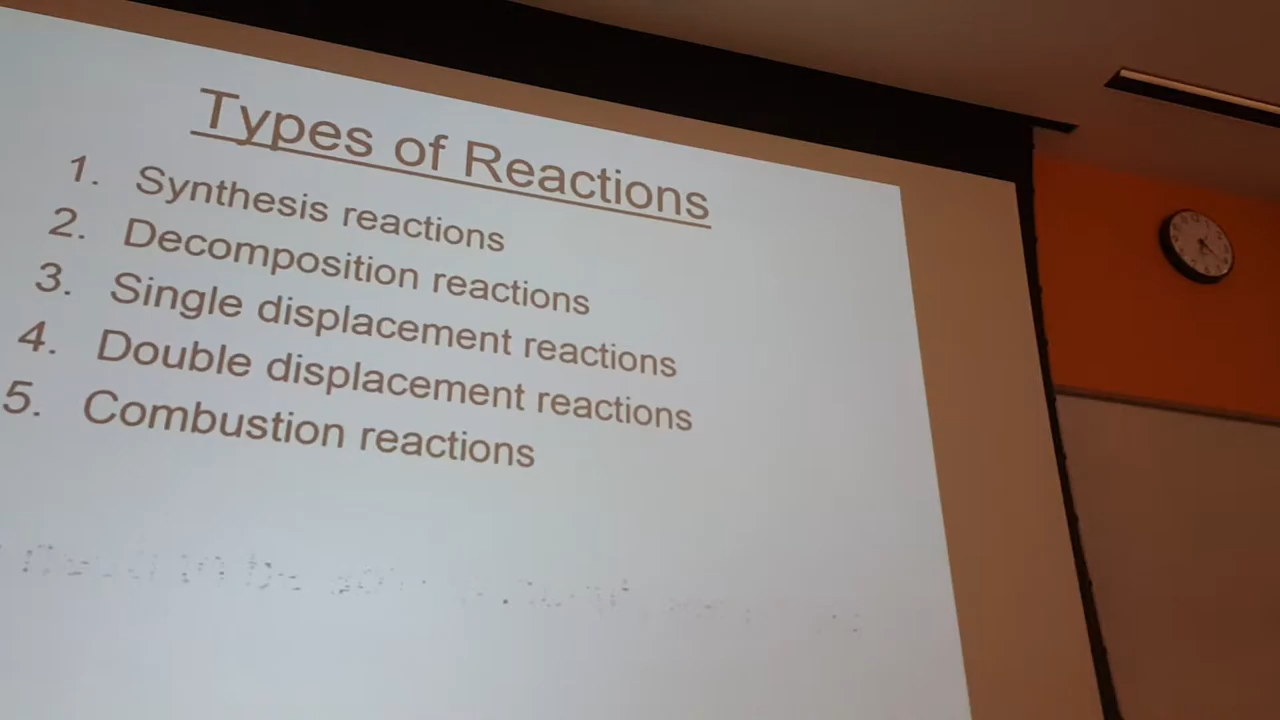 Types of Reactions
1. Synthesis reactions
2. Decomposition reactions
3. Single displacement reactions
4. Double displacement reactions
5. Combustion reactions